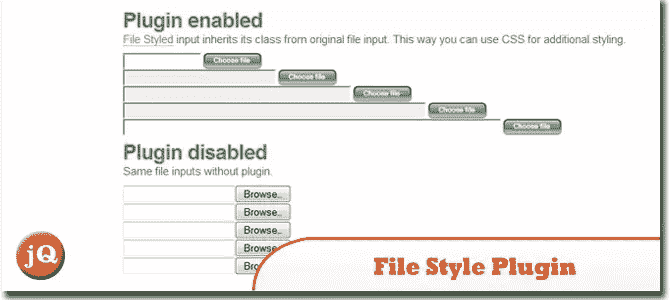 Plugin enabled
File Styled input inherits its class from original file input. This way you can use CSS for additional styling.
Choose file
Choose file
Choose file
Choose file
Choose file
Plugin disabled
Same file inputs without plugin.
Browse..
Browse..
Browse..
Browse..
jQ
File Style Plugin